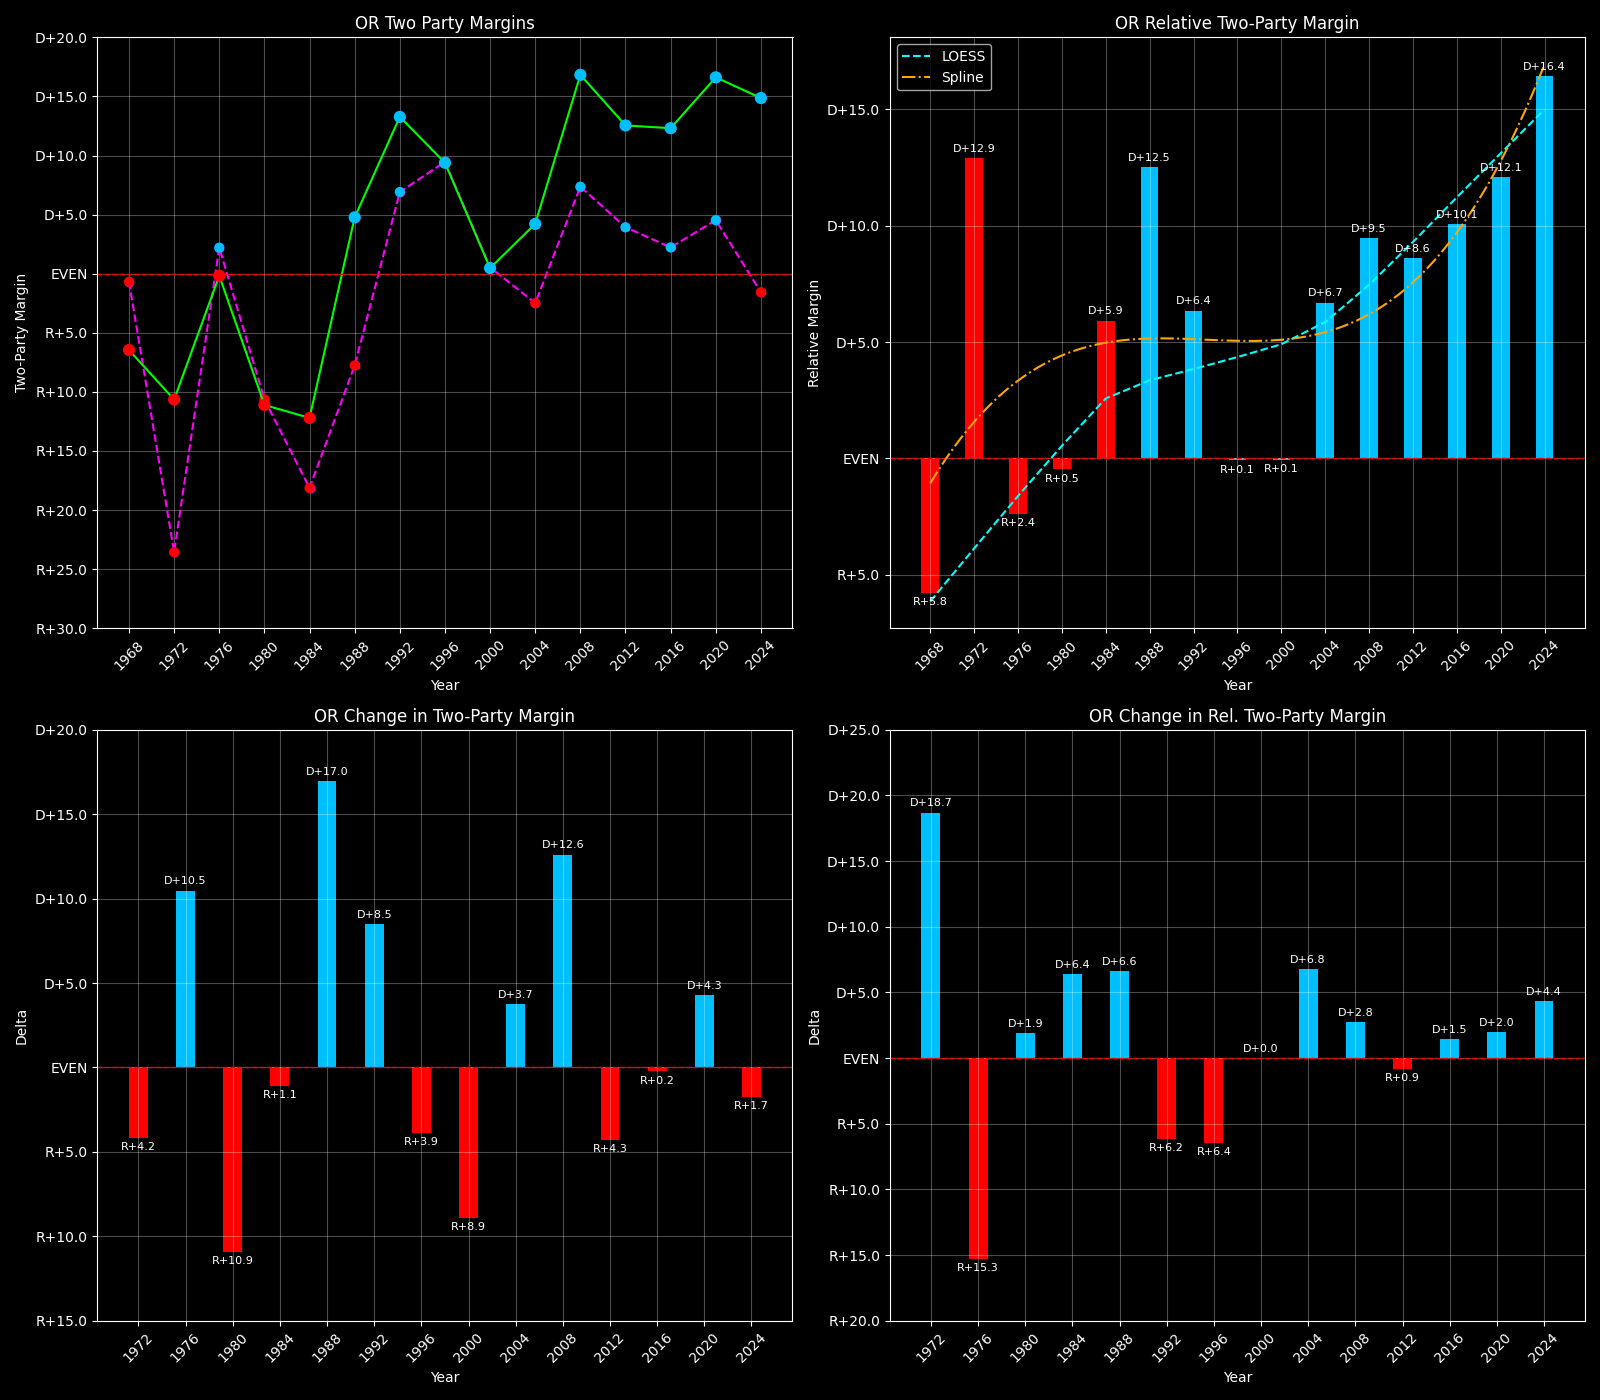 OR Two Party Margins
D+20.0
D+15.0
D+10.0
D+5.0
EVEN
R+5.0
R+10.0
R+15.0
R+20.0
R+25.0
R+30.0
Two-Party Margin
1968 1972 1976 1980 1984 1988 1992 1996 2000 2004 2008 2012 2016 2020 2024
Year
OR Relative Two-Party Margin
LOESS
Spline
D+15.0
D+10.0
D+5.0
EVEN
R+5.0
Relative Margin
R+5.8
D+12.9
R+2.4
R+0.5
D+5.9
D+12.5
D+6.4
R+0.1
R+0.1
D+6.7
D+9.5
D+8.6
D+10.1
D+12.1
D+16.4
1968 1972 1976 1980 1984 1988 1992 1996 2000 2004 2008 2012 2016 2020 2024
Year
OR Change in Two-Party Margin
D+20.0
D+15.0
D+10.0
D+5.0
EVEN
R+5.0
R+10.0
R+15.0
Delta
R+4.2
D+10.5
R+10.9
R+1.1
D+17.0
D+8.5
R+3.9
R+8.9
D+3.7
D+12.6
R+4.3
R+0.2
D+4.3
R+1.7
1972 1976 1980 1984 1988 1992 1996 2000 2004 2008 2012 2016 2020 2024
Year
OR Change in Rel. Two-Party Margin
D+25.0
D+20.0
D+15.0
D+10.0
D+5.0
EVEN
R+5.0
R+10.0
R+15.0
R+20.0
Delta
D+18.7
R+15.3
D+1.9
D+6.4
D+6.6
R+6.2
R+6.4
D+0.0
D+6.8
D+2.8
R+0.9
D+1.5
D+2.0
D+4.4
1972 1976 1980 1984 1988 1992 1996 2000 2004 2008 2012 2016 2020 2024
Year